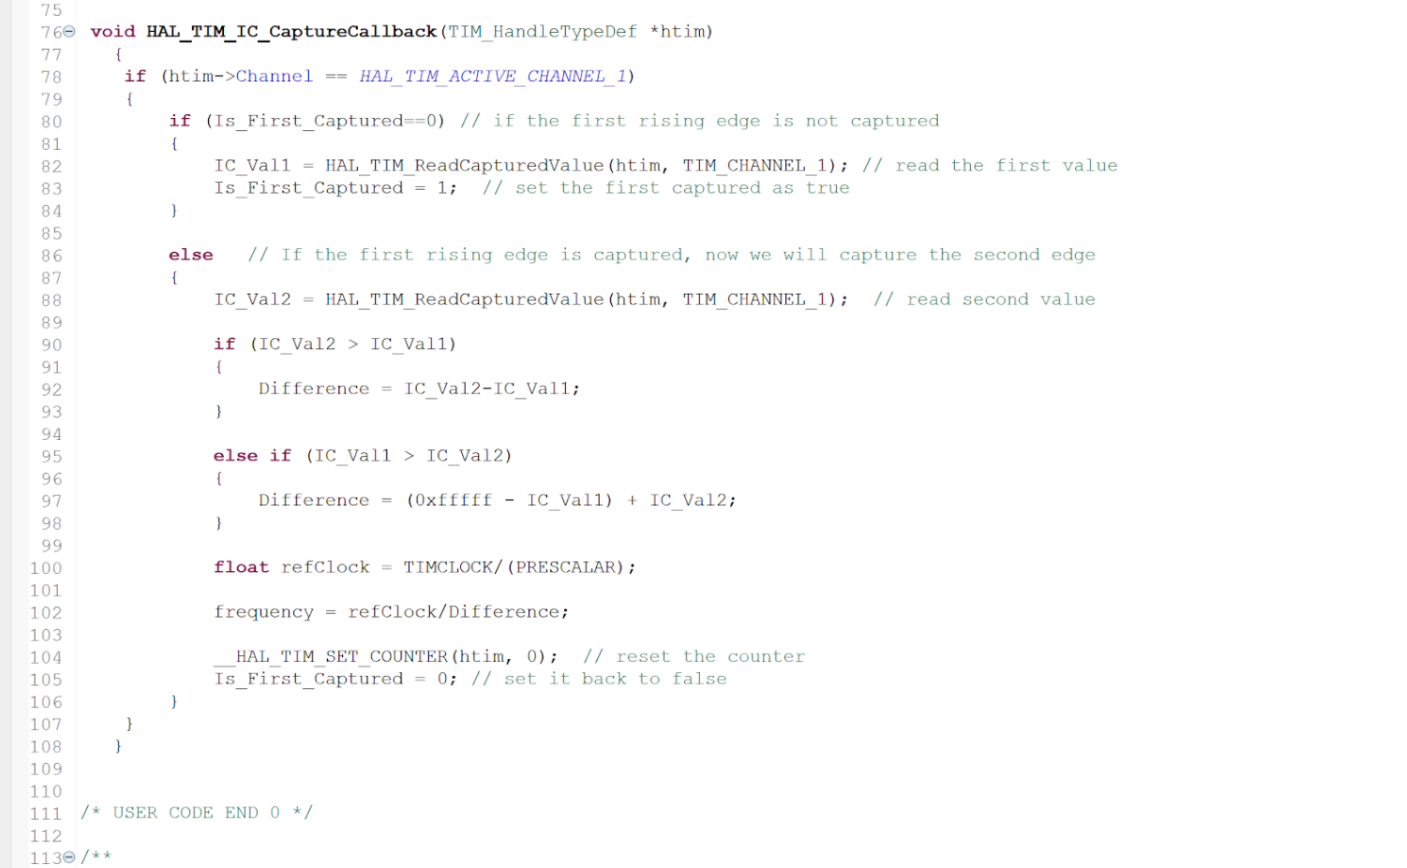 75
76 void HAL_TIM_IC_CaptureCallback(TIM_HandleTypeDef *htim)
77 {
78 if (htim->Channel == HAL_TIM_ACTIVE_CHANNEL_1)
79 {
80 if (Is_First_Captured==0) // if the first rising edge is not captured
81 {
82 IC_Val1 = HAL_TIM_ReadCapturedValue(htim, TIM_CHANNEL_1); // read the first value
83 Is_First_Captured = 1; // set the first captured as true
84 }
85
86 else // If the first rising edge is captured, now we will capture the second edge
87 {
88 IC_Val2 = HAL_TIM_ReadCapturedValue(htim, TIM_CHANNEL_1); // read second value
89
90 if (IC_Val2 > IC_Val1)
91 {
92 Difference = IC_Val2-IC_Val1;
93 }
94
95 else if (IC_Val1 > IC_Val2)
96 {
97 Difference = (0xfffff - IC_Val1) + IC_Val2;
98 }
99
100 float refClock = TIMCLOCK/(PRESCALAR);
101
102 frequency = refClock/Difference;
103
104 __HAL_TIM_SET_COUNTER(htim, 0); // reset the counter
105 Is_First_Captured = 0; // set it back to false
106 }
107 }
108 }
109
110
111 /* USER CODE END 0 */
112
113 /**